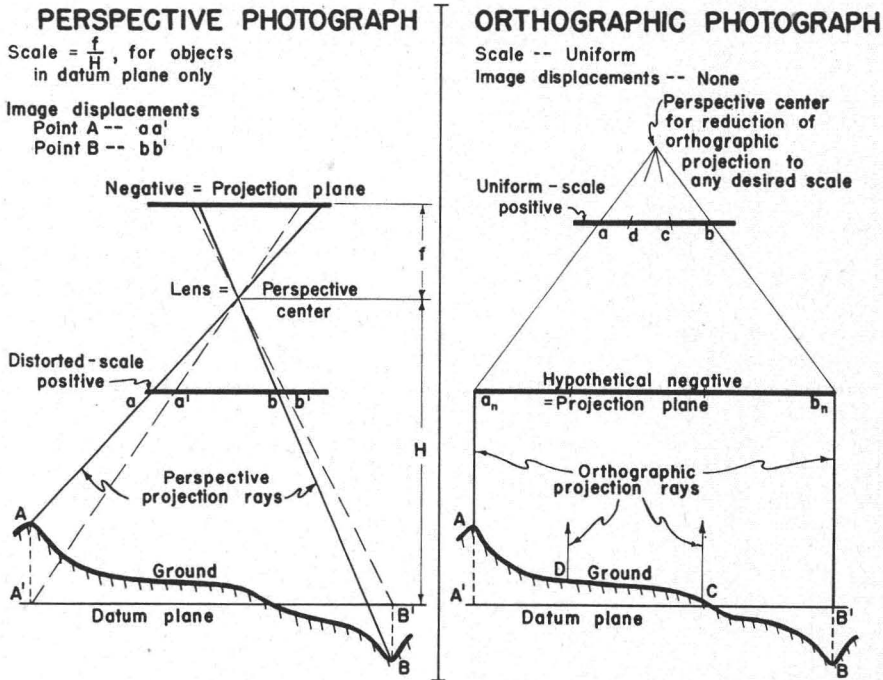 PERSPECTIVE PHOTOGRAPH
Scale = f/H, for objects
in datum plane only
Image displacements
Point A -- aa'
Point B -- bb'
Negative = Projection plane
f
Lens = Perspective
center
Distorted-scale
positive
a a' b b'
H
Perspective
projection rays
A
Ground
A' B'
Datum plane
B
ORTHOGRAPHIC PHOTOGRAPH
Scale -- Uniform
Image displacements -- None
Perspective center
for reduction of
orthographic
projection to
any desired scale
Uniform-scale
positive
a d c b
Hypothetical negative
an =Projection plane bn
Orthographic
projection rays
A
D Ground C
A' B'
Datum plane
B